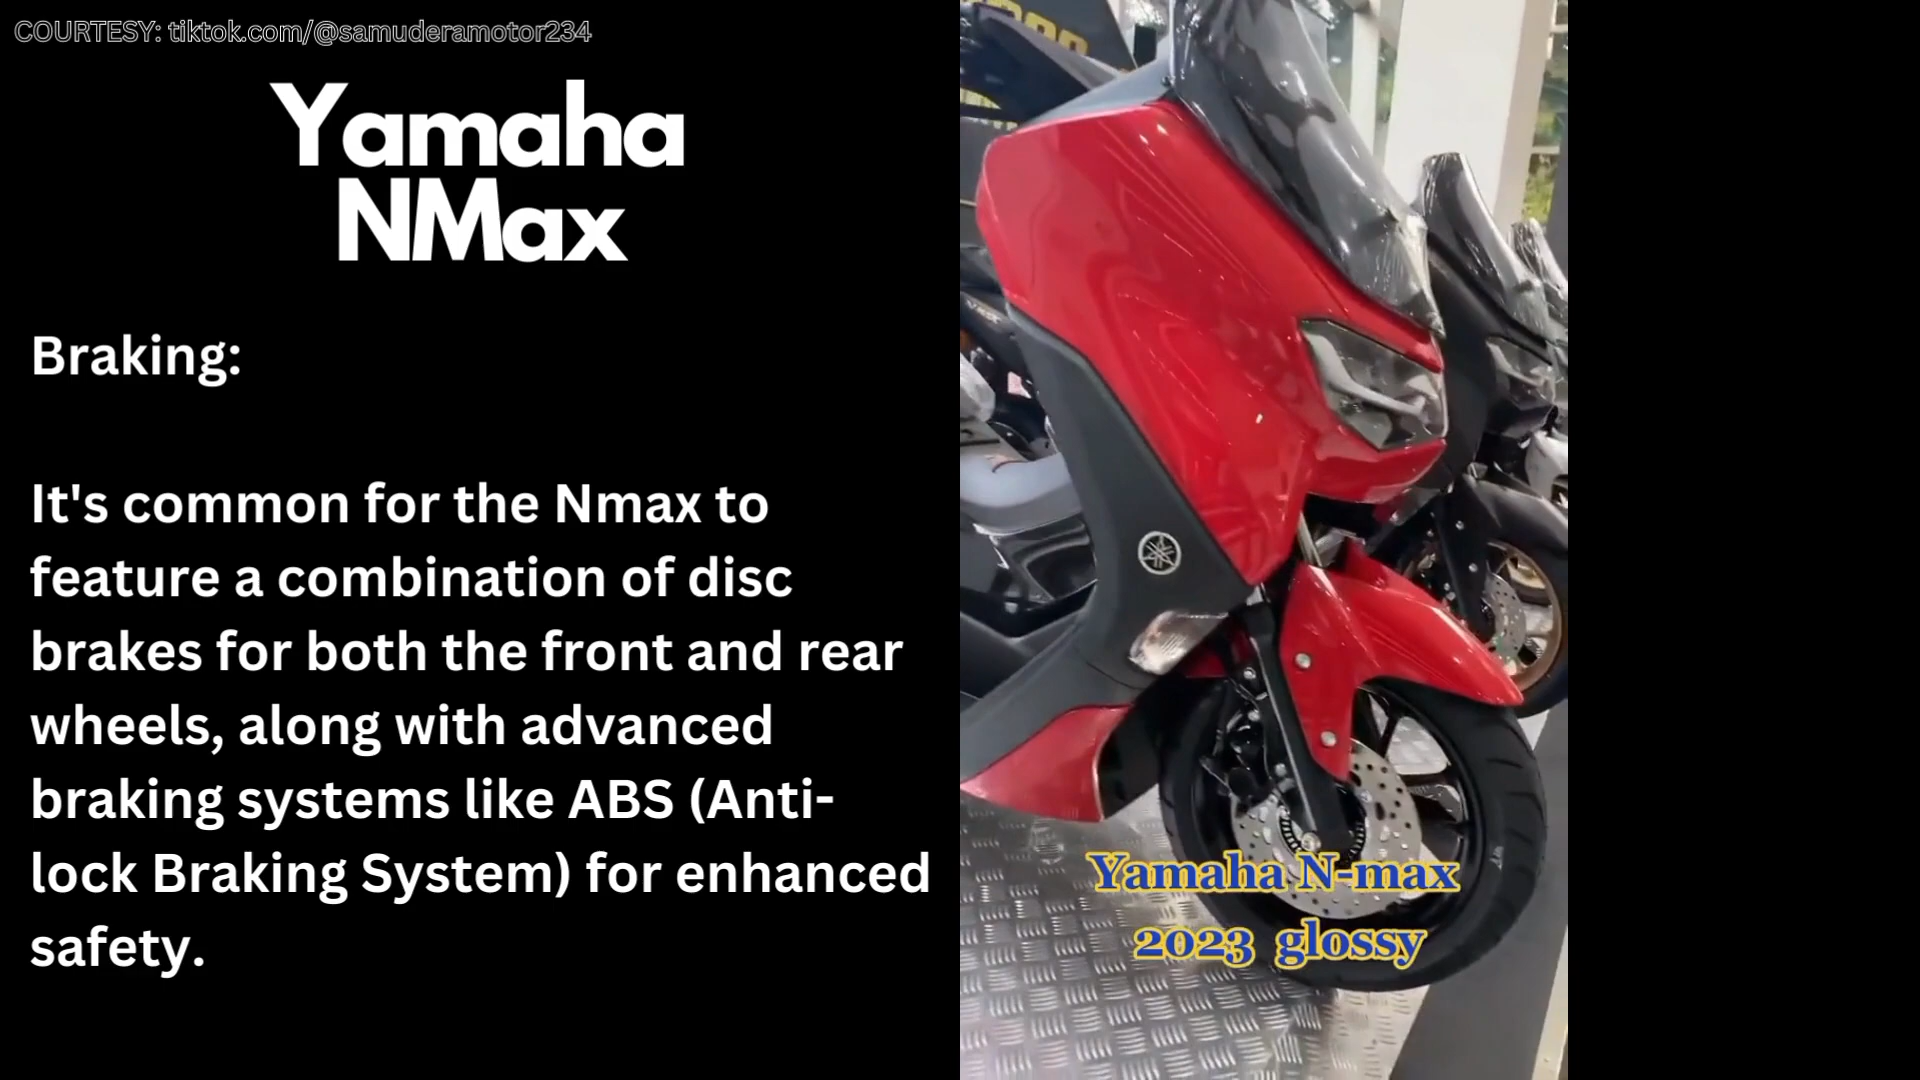 COURTESY: tiktok.com/@samuderamotor234
Yamaha
NMax
Braking:
It's common for the Nmax to
feature a combination of disc
brakes for both the front and rear
wheels, along with advanced
braking systems like ABS (Anti-
lock Braking System) for enhanced
safety.
Yamaha N-max
2023 glossy